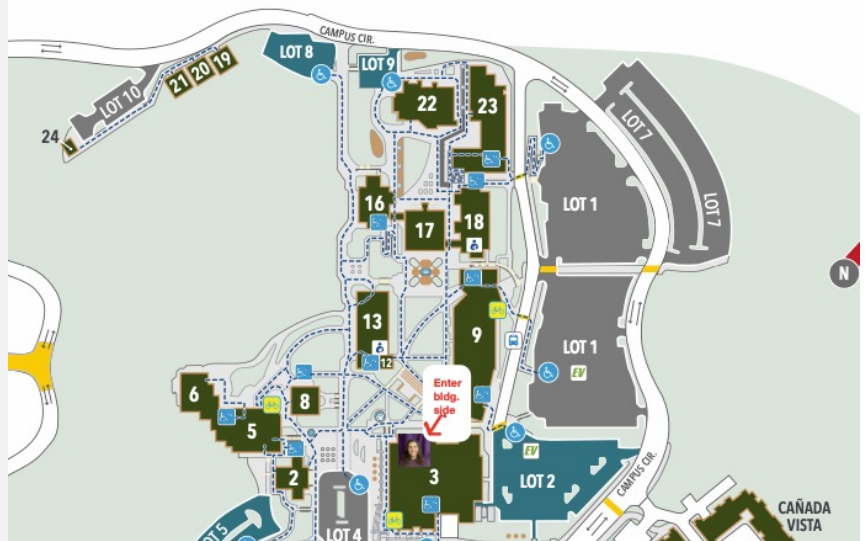 CAMPUS CIR.
LOT 8
LOT 9
21 20 19
LOT 10
22
23
24
LOT 7
LOT 7
16
LOT 1
17
18
N
13
9
LOT 1
12
EV
6
Enter
bldg.
side
8
5
EV
2
3
LOT 2
CAMPUS CIR.
CAÑADA
VISTA
LOT 5
LOT 4